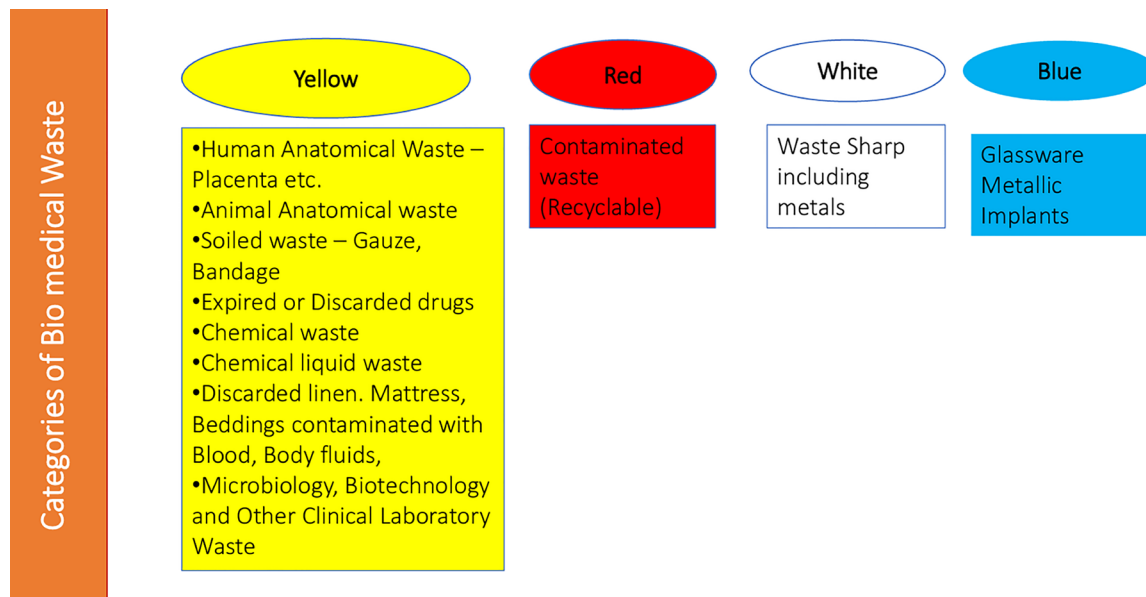 Categories of Bio medical Waste
Yellow
•Human Anatomical Waste –
Placenta etc.
•Animal Anatomical waste
•Soiled waste – Gauze,
Bandage
•Expired or Discarded drugs
•Chemical waste
•Chemical liquid waste
•Discarded linen. Mattress,
Beddings contaminated with
Blood, Body fluids,
•Microbiology, Biotechnology
and Other Clinical Laboratory
Waste
Red
Contaminated
waste
(Recyclable)
White
Waste Sharp
including
metals
Blue
Glassware
Metallic
Implants